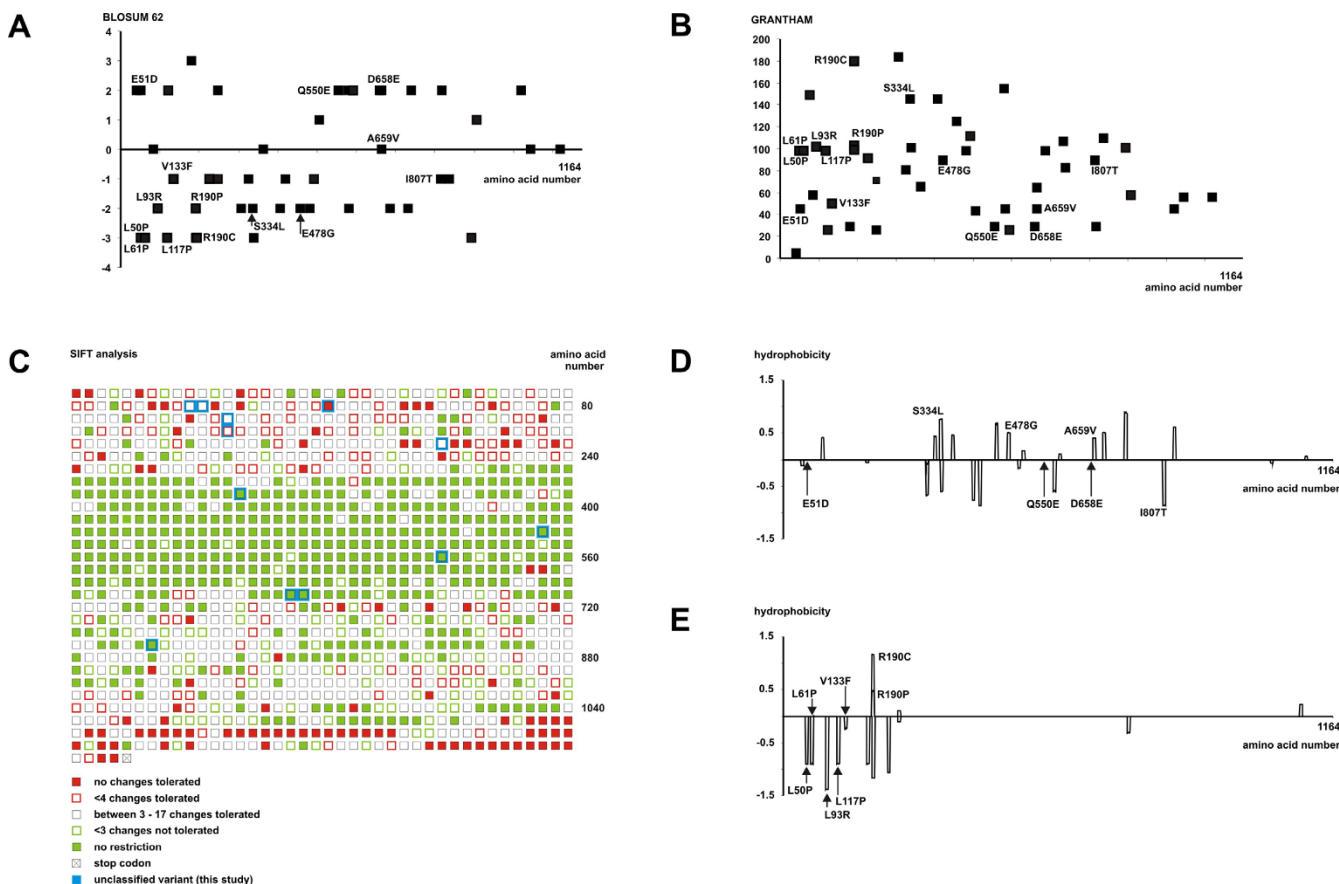 A
BLOSUM 62
4
3
2
1
0
-1
-2
-3
-4
E51D
Q550E
D658E
A659V
V133F
I807T
L93R
R190P
S334L
E478G
L50P
L61P
L117P
R190C
1164
amino acid number
B
GRANTHAM
200
180
160
140
120
100
80
60
40
20
0
R190C
S334L
L61P
L93R
R190P
L50P
L117P
E478G
I807T
E51D
V133F
A659V
Q550E
D658E
1164
amino acid number
C
SIFT analysis
amino acid
number
80
240
400
560
720
880
1040
no changes tolerated
<4 changes tolerated
between 3 - 17 changes tolerated
<3 changes not tolerated
no restriction
stop codon
unclassified variant (this study)
D
hydrophobicity
1.5
0.5
-0.5
-1.5
S334L
E478G
A659V
E51D
Q550E
D658E
I807T
1164
amino acid number
E
hydrophobicity
1.5
0.5
-0.5
-1.5
R190C
V133F
L61P
R190P
L50P
L117P
L93R
1164
amino acid number